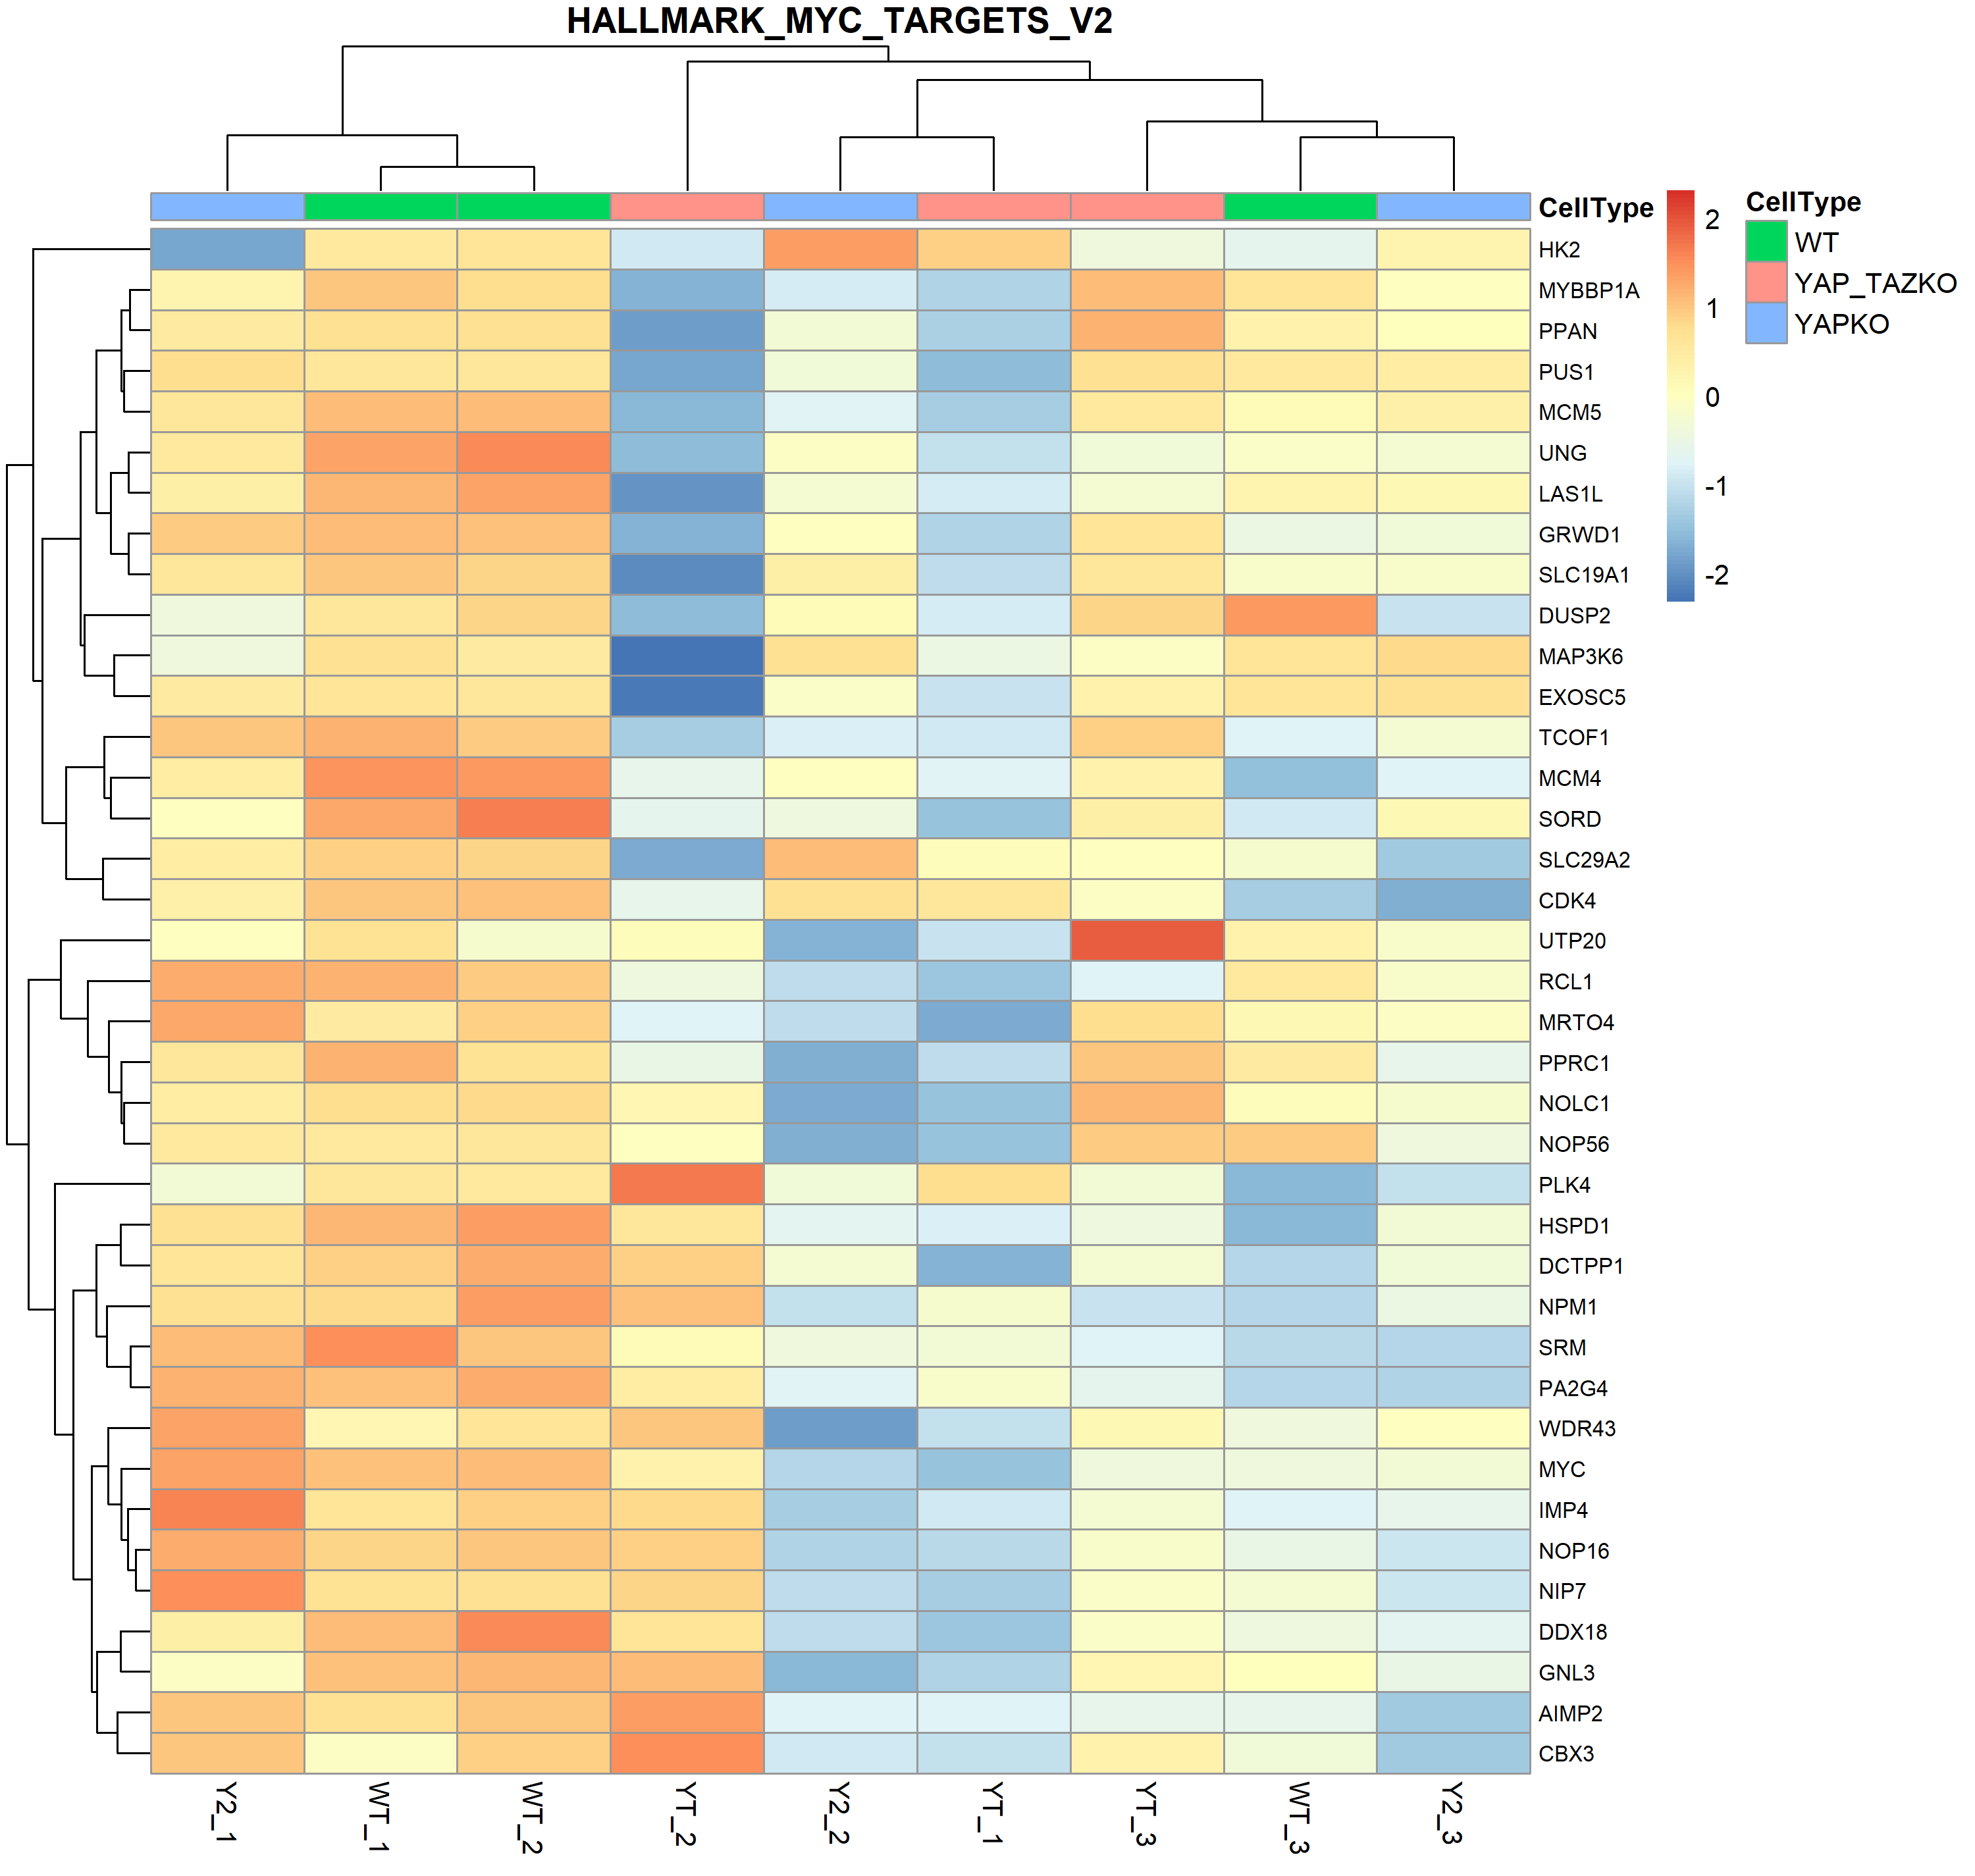 HALLMARK_MYC_TARGETS_V2
CellType
HK2
MYBBP1A
PPAN
PUS1
MCM5
UNG
LAS1L
GRWD1
SLC19A1
DUSP2
MAP3K6
EXOSC5
TCOF1
MCM4
SORD
SLC29A2
CDK4
UTP20
RCL1
MRTO4
PPRC1
NOLC1
NOP56
PLK4
HSPD1
DCTPP1
NPM1
SRM
PA2G4
WDR43
MYC
IMP4
NOP16
NIP7
DDX18
GNL3
AIMP2
CBX3
Y2_1
WT_1
WT_2
YT_2
Y2_2
YT_1
YT_3
WT_3
Y2_3
2
1
0
-1
-2
CellType
WT
YAP_TAZKO
YAPKO